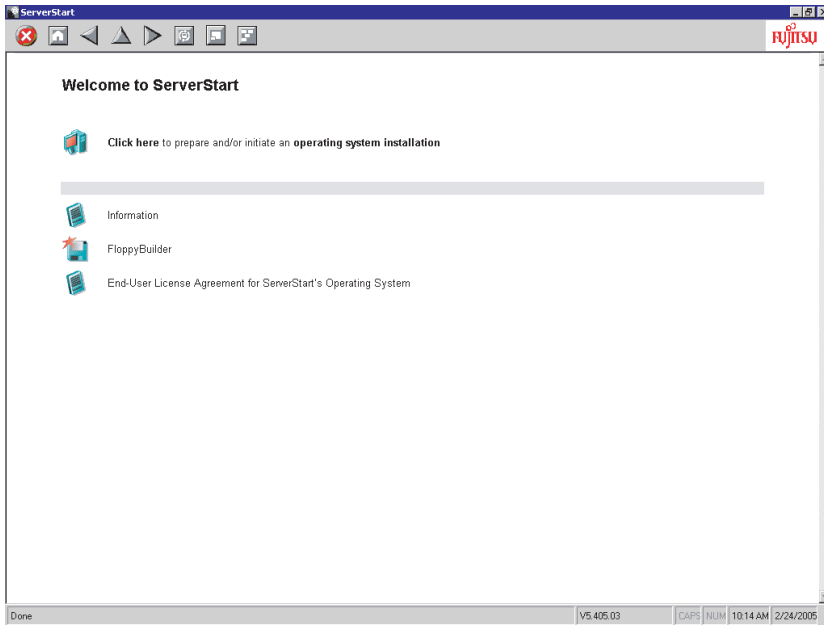 ServerStart
FUJITSU
Welcome to ServerStart
Click here to prepare and/or initiate an operating system installation
Information
FloppyBuilder
End-User License Agreement for ServerStart's Operating System
Done
V5.405.03
CAPS
NUM
10:14 AM
2/24/2005